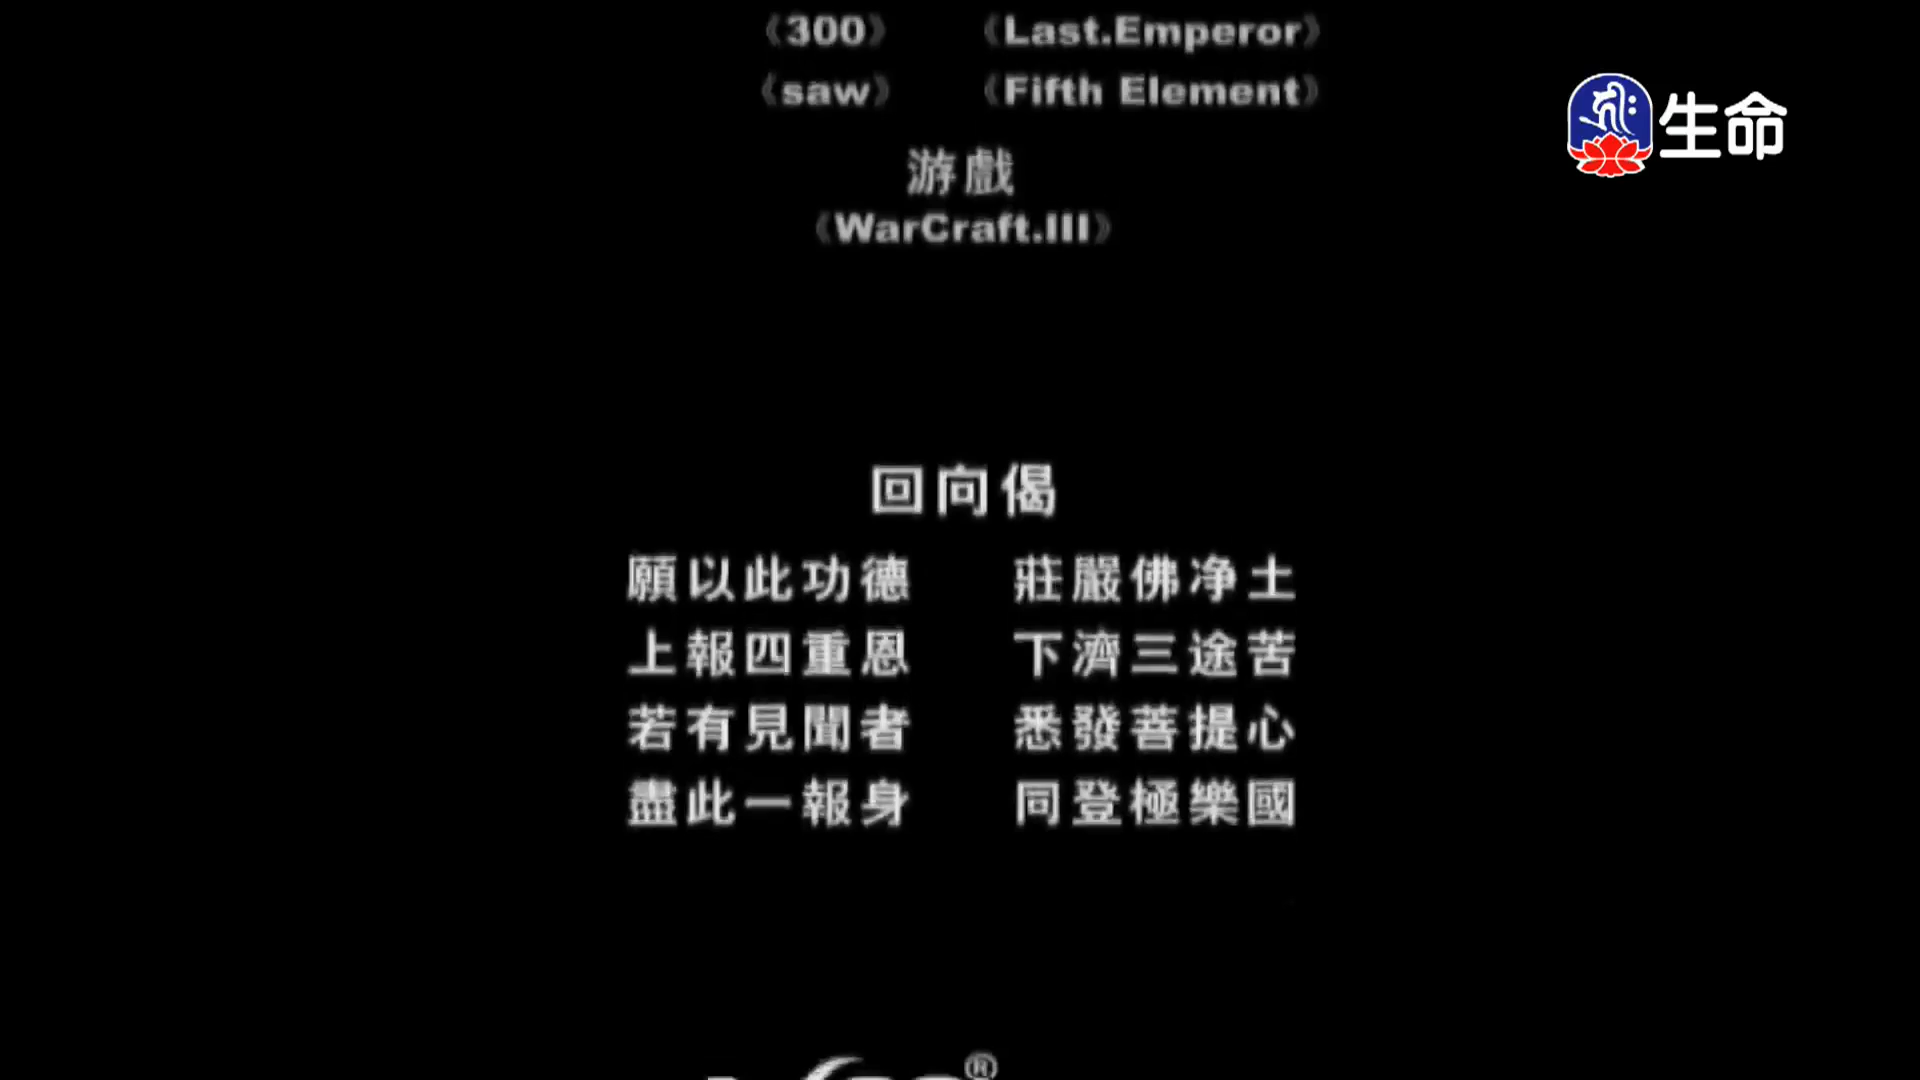 《300》 《Last.Emperor》
《saw》 《Fifth Element》
生命
游戲
《WarCraft.III》
回向偈
願以此功德 莊嚴佛净土
上報四重恩 下濟三途苦
若有見聞者 悉發菩提心
盡此一報身 同登極樂國
®